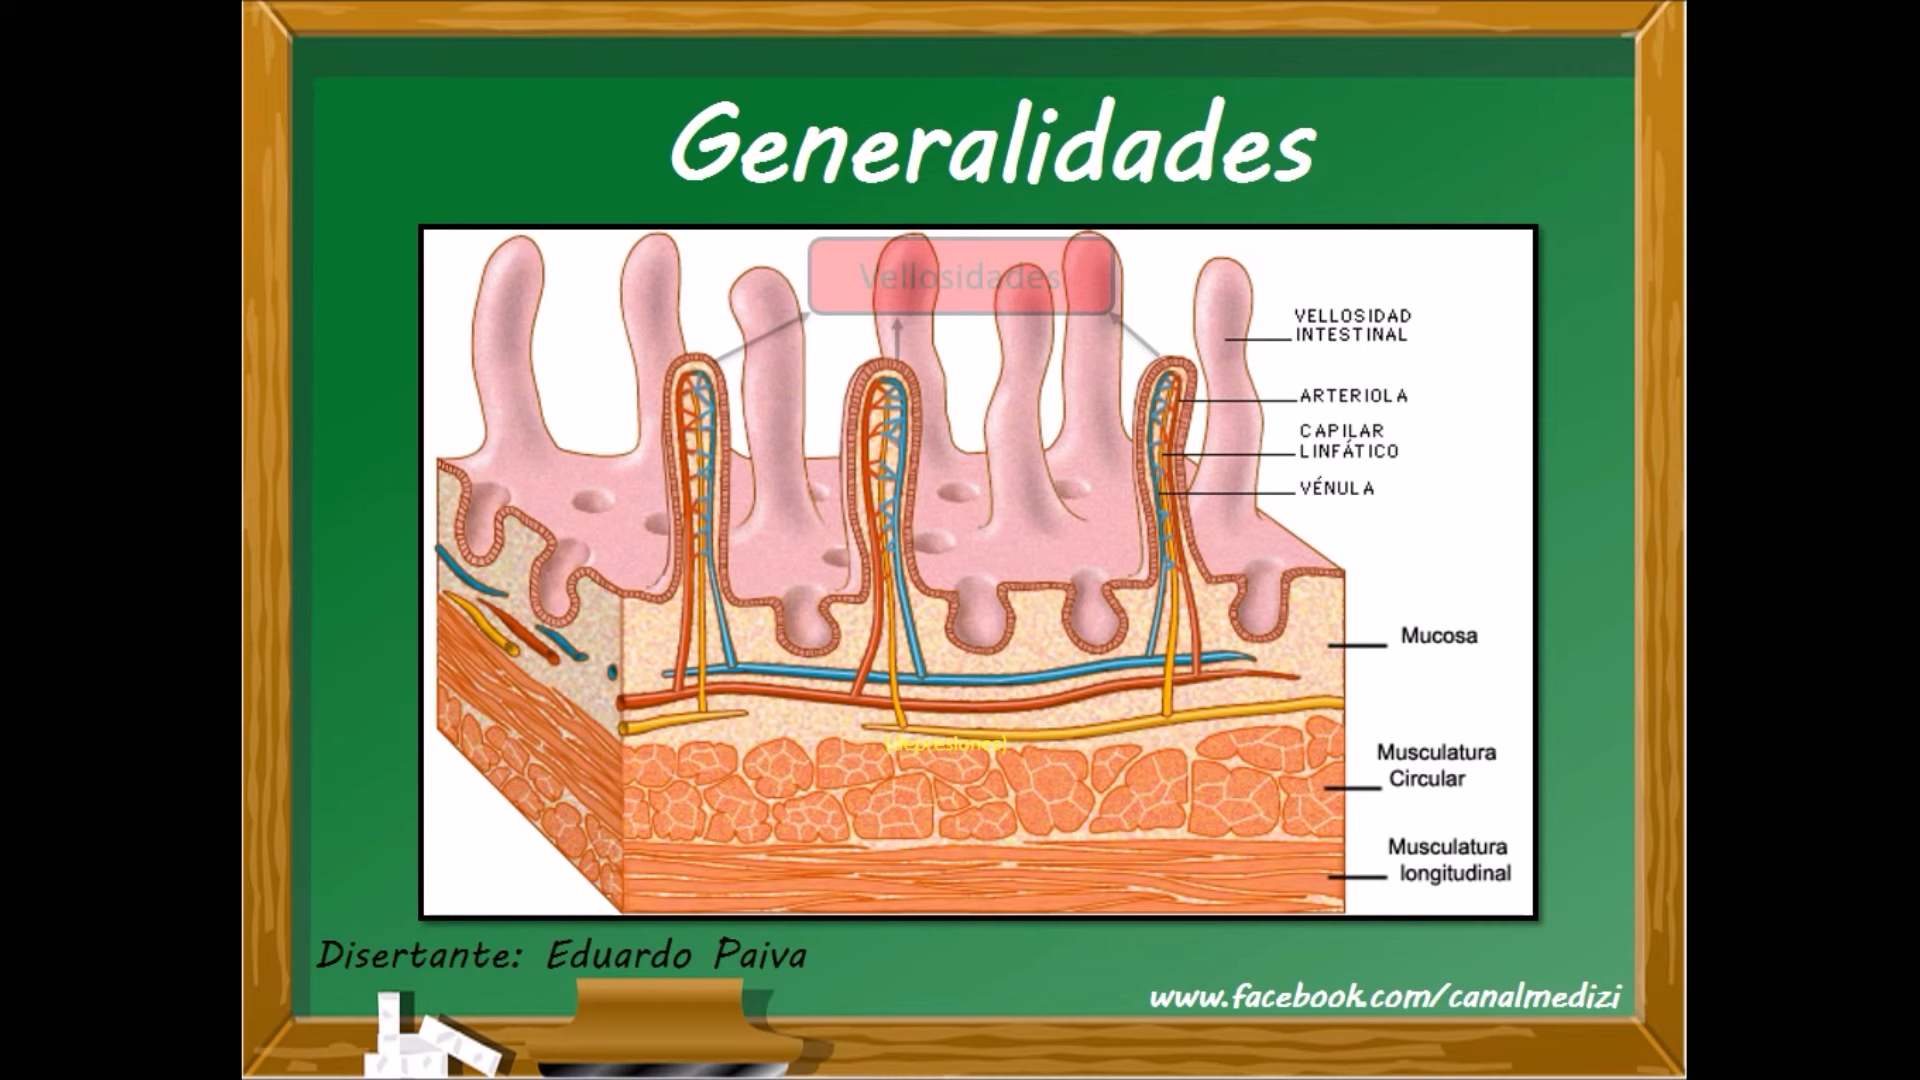 Generalidades
Vellosidades
VELLOSIDAD
INTESTINAL
ARTERIOLA
CAPILAR
LINFÁTICO
VÉNULA
Mucosa
(depresiones)
Musculatura
Circular
Musculatura
longitudinal
Disertante: Eduardo Paiva
www.facebook.com/canalmedizi